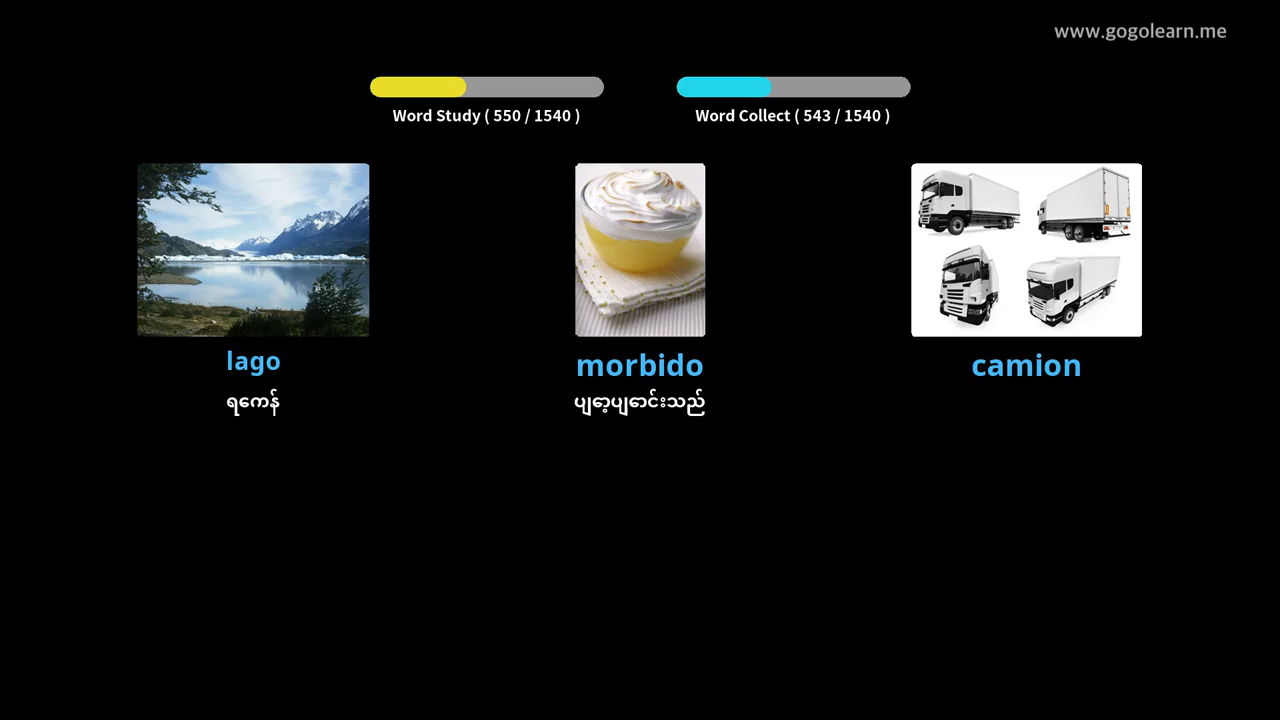 www.gogolearn.me
Word Study ( 550 / 1540 )
Word Collect ( 543 / 1540 )
lago
ရေကန်
morbido
ပျော့ပျောင်းသည်
camion